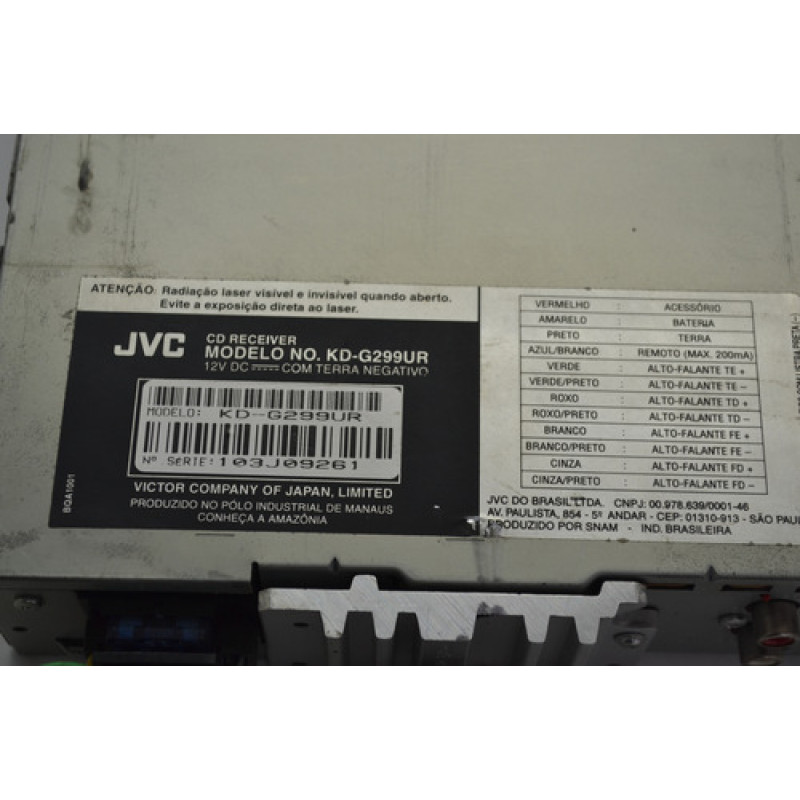 ATENÇÃO: Radiação laser visível e invisível quando aberto.
Evite a exposição direta ao laser.
JVC
CD RECEIVER
MODELO NO. KD-G299UR
12V DC COM TERRA NEGATIVO
MODELO: KD-G299UR
Nº SÉRIE: 103J09261
VICTOR COMPANY OF JAPAN, LIMITED
PRODUZIDO NO PÓLO INDUSTRIAL DE MANAUS
CONHEÇA A AMAZÔNIA
BGA1001
VERMELHO : ACESSÓRIO
AMARELO : BATERIA
PRETO : TERRA
AZUL/BRANCO : REMOTO (MAX. 200mA)
VERDE : ALTO-FALANTE TE +
VERDE/PRETO : ALTO-FALANTE TE –
ROXO : ALTO-FALANTE TD +
ROXO/PRETO : ALTO-FALANTE TD –
BRANCO : ALTO-FALANTE FE +
BRANCO/PRETO : ALTO-FALANTE FE –
CINZA : ALTO-FALANTE FD +
CINZA/PRETO : ALTO-FALANTE FD –
JVC DO BRASIL LTDA. CNPJ: 00.978.639/0001-46
AV. PAULISTA, 854 - 5º ANDAR - CEP: 01310-913 - SÃO PAU
PRODUZIDO POR SNAM - IND. BRASILEIRA
PRETA (–)